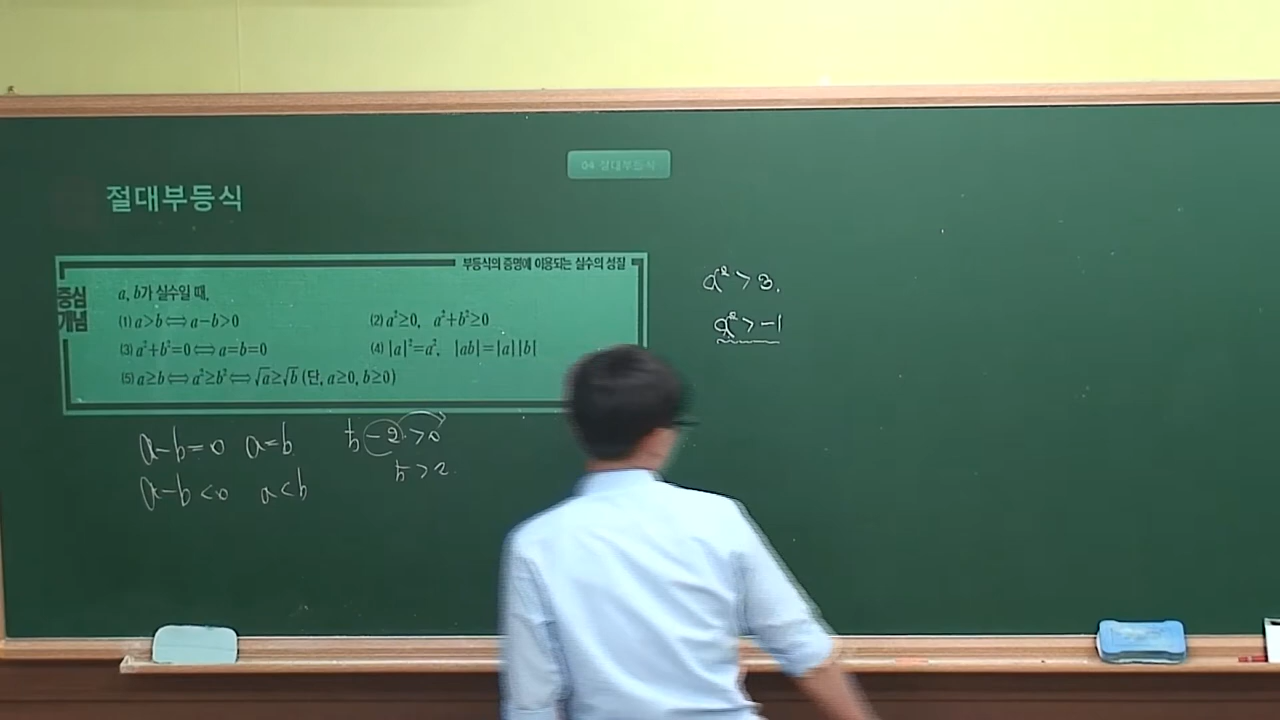 04 절대부등식
절대부등식
부등식의 증명에 이용되는 실수의 성질
중심
개념
a, b가 실수일 때,
(1) a>b⟺a-b>0
(2) a²≥0, a²+b²≥0
(3) a²+b²=0⟺a=b=0
(4) |a|²=a², |ab|=|a||b|
(5) a≥b⟺a²≥b²⟺√a≥√b (단, a≥0, b≥0)
a-b=0 a=b
a-b<0 a<b
5-2>0
5>2
a²>3.
a²>-1